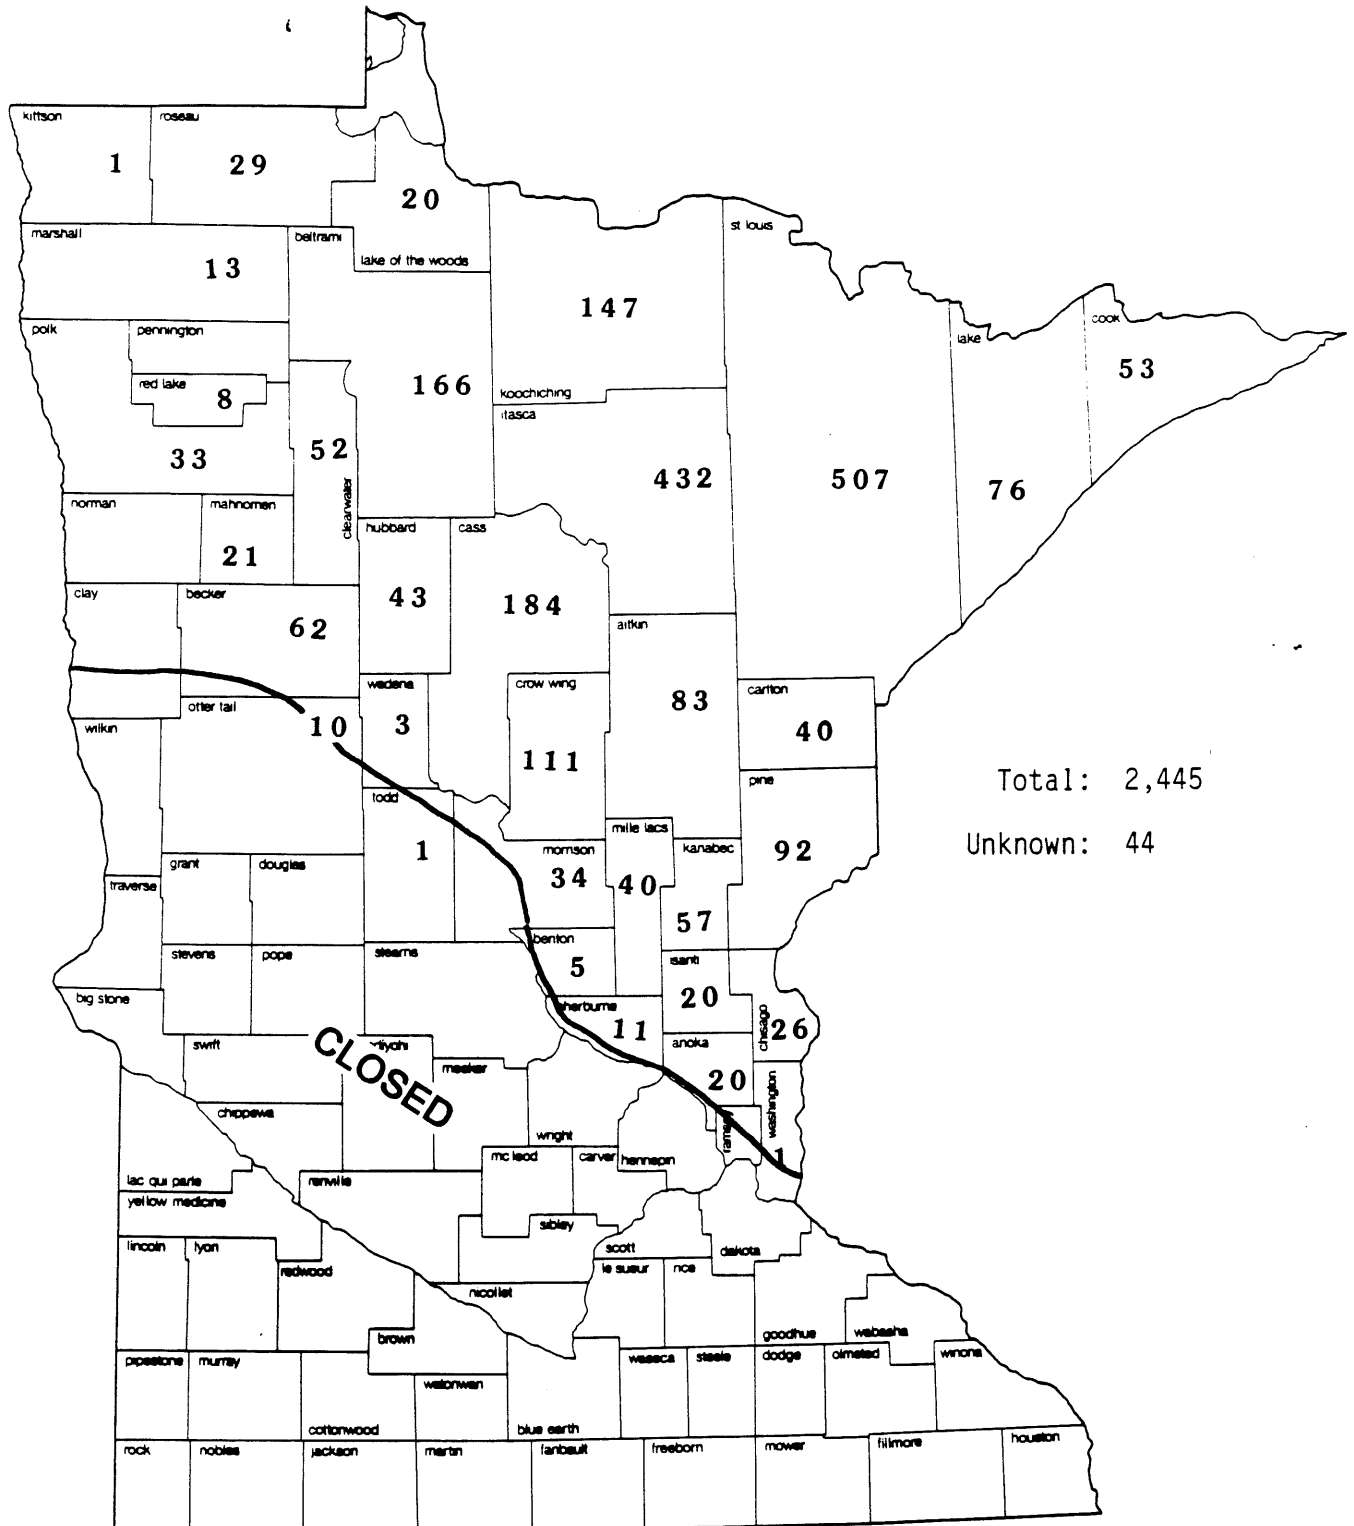 kittson
roseau
1
29
20
marshall
beltrami
st louis
lake of the woods
13
147
polk
pennington
cook
lake
53
red lake
8
166
koochiching
itasca
52
33
432
507
76
norman
mahnomen
clearwater
hubbard
cass
21
clay
becker
43
184
62
aitkin
wadena
crow wing
carlton
otter tail
83
10
3
40
wilkin
111
pine
Total: 2,445
todd
mille lacs
kanabec
Unknown: 44
1
morrison
92
grant
douglas
34
40
traverse
57
benton
stevens
pope
stearns
5
isanti
big stone
20
sherburne
11
chisago
26
swift
diyohi
anoka
CLOSED
meeker
20
chippewa
washington
wright
ramsey
mc leod
carver
hennepin
1
lac qui parle
renville
yellow medicine
sibley
lincoln
lyon
scott
dakota
redwood
le sueur
rice
nicollet
brown
goodhue
wabasha
pipestone
murray
waseca
steele
dodge
olmsted
winona
watonwan
cottonwood
blue earth
rock
nobles
jackson
martin
faribault
freeborn
mower
fillmore
houston